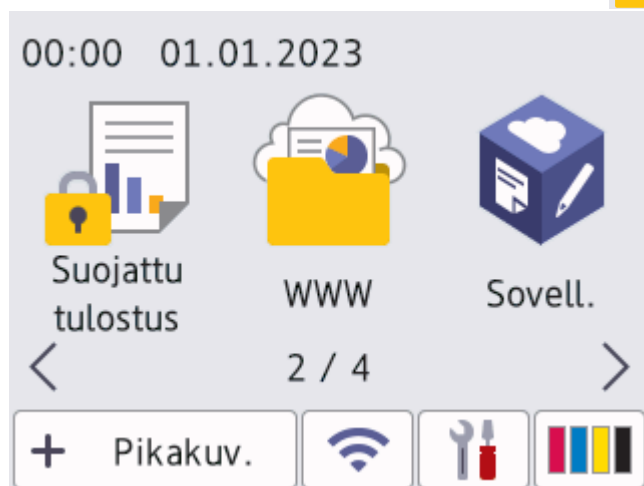 00:00 01.01.2023
Suojattu
tulostus
WWW
Sovell.
2 / 4
+ Pikakuv.